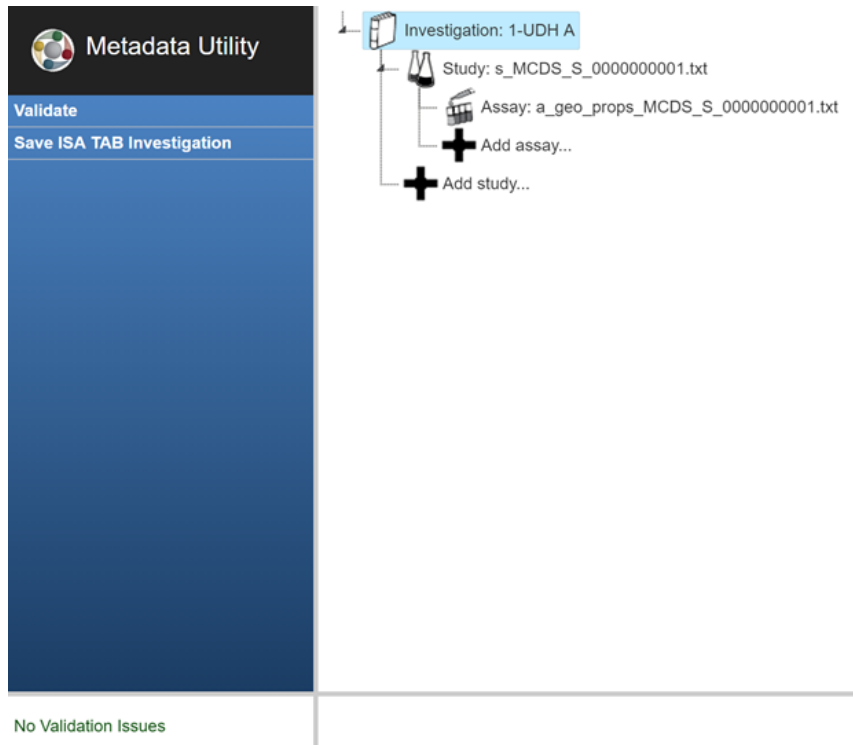 Metadata Utility
Validate
Save ISA TAB Investigation
Investigation: 1-UDH A
Study: s_MCDS_S_0000000001.txt
Assay: a_geo_props_MCDS_S_0000000001.txt
Add assay...
Add study...
No Validation Issues